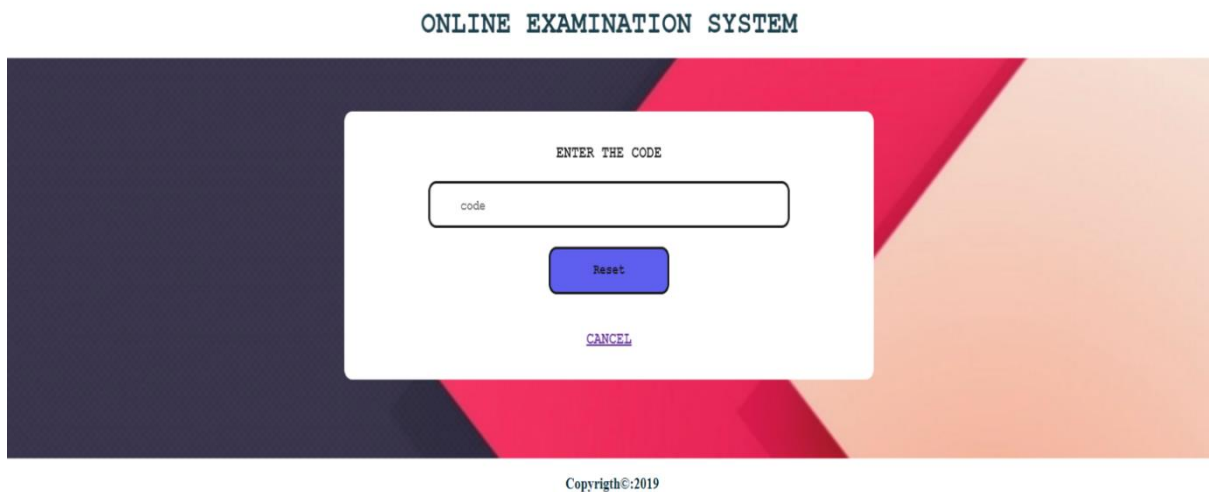 ONLINE EXAMINATION SYSTEM
ENTER THE CODE
code
Reset
CANCEL
Copyrigth©:2019